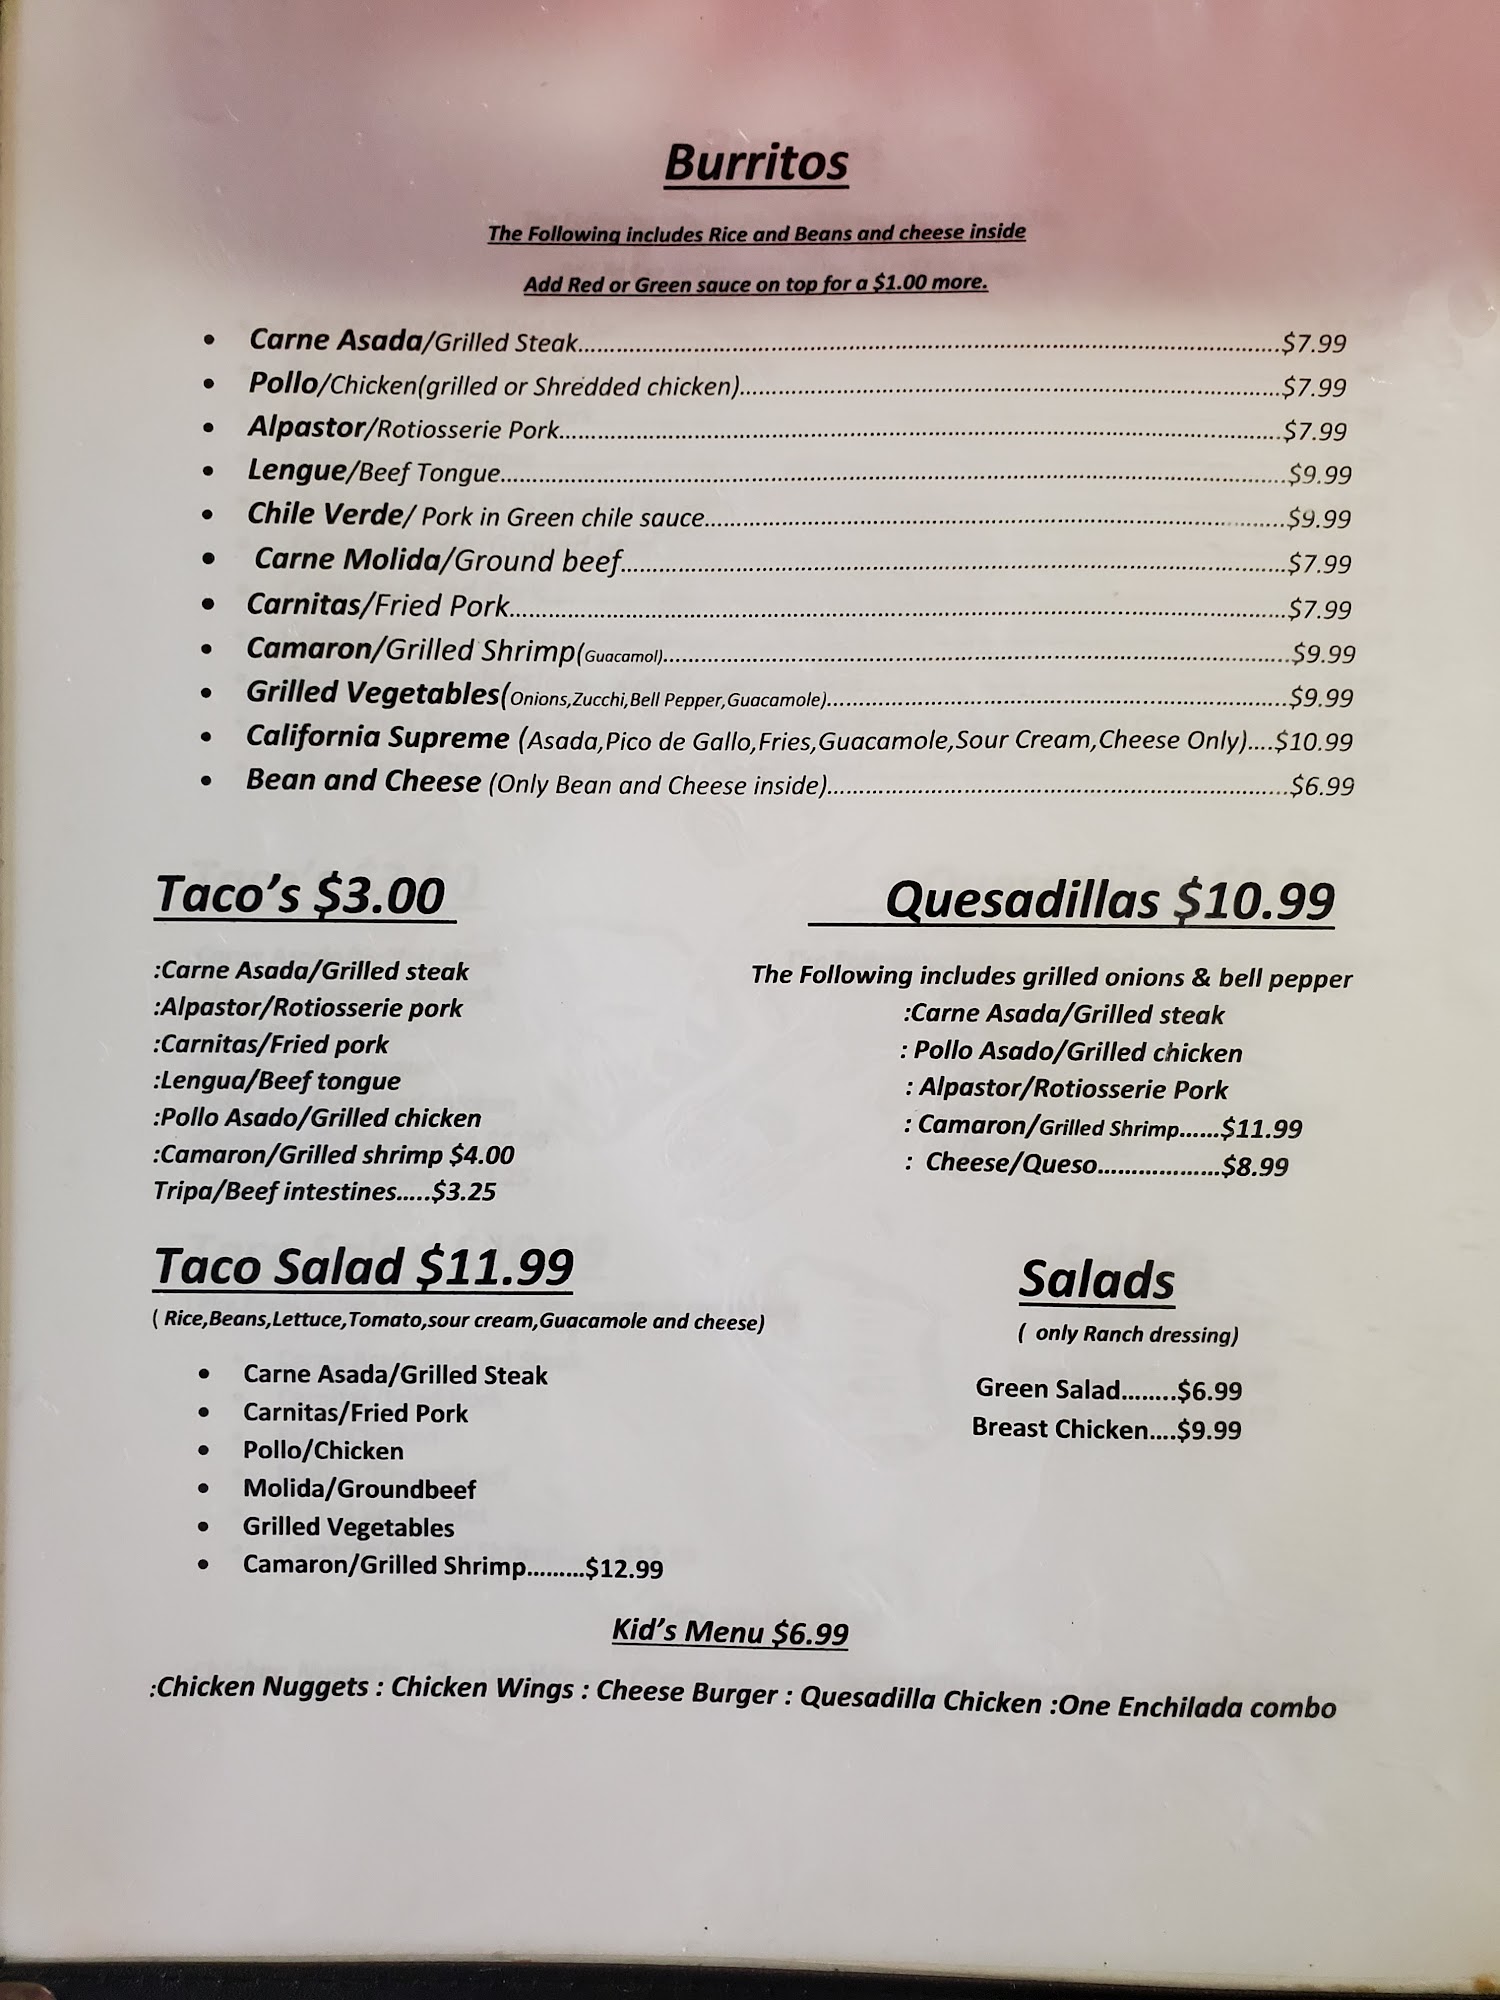 Burritos
The Following includes Rice and Beans and cheese inside
Add Red or Green sauce on top for a $1.00 more.
• Carne Asada/Grilled Steak....................$7.99
• Pollo/Chicken(grilled or Shredded chicken)....................$7.99
• Alpastor/Rotiosserie Pork....................$7.99
• Lengue/Beef Tongue....................$9.99
• Chile Verde/ Pork in Green chile sauce....................$9.99
• Carne Molida/Ground beef....................$7.99
• Carnitas/Fried Pork....................$7.99
• Camaron/Grilled Shrimp(Guacamol)....................$9.99
• Grilled Vegetables(Onions,Zucchi,Bell Pepper,Guacamole)....................$9.99
• California Supreme (Asada,Pico de Gallo,Fries,Guacamole,Sour Cream,Cheese Only)....$10.99
• Bean and Cheese (Only Bean and Cheese inside)....................$6.99
Taco's $3.00
:Carne Asada/Grilled steak
:Alpastor/Rotiosserie pork
:Carnitas/Fried pork
:Lengua/Beef tongue
:Pollo Asado/Grilled chicken
:Camaron/Grilled shrimp $4.00
Tripa/Beef intestines.....$3.25
Quesadillas $10.99
The Following includes grilled onions & bell pepper
:Carne Asada/Grilled steak
: Pollo Asado/Grilled chicken
: Alpastor/Rotiosserie Pork
: Camaron/Grilled Shrimp......$11.99
: Cheese/Queso...................$8.99
Taco Salad $11.99
( Rice,Beans,Lettuce,Tomato,sour cream,Guacamole and cheese)
• Carne Asada/Grilled Steak
• Carnitas/Fried Pork
• Pollo/Chicken
• Molida/Groundbeef
• Grilled Vegetables
• Camaron/Grilled Shrimp.........$12.99
Salads
( only Ranch dressing)
Green Salad........$6.99
Breast Chicken....$9.99
Kid's Menu $6.99
:Chicken Nuggets : Chicken Wings : Cheese Burger : Quesadilla Chicken :One Enchilada combo